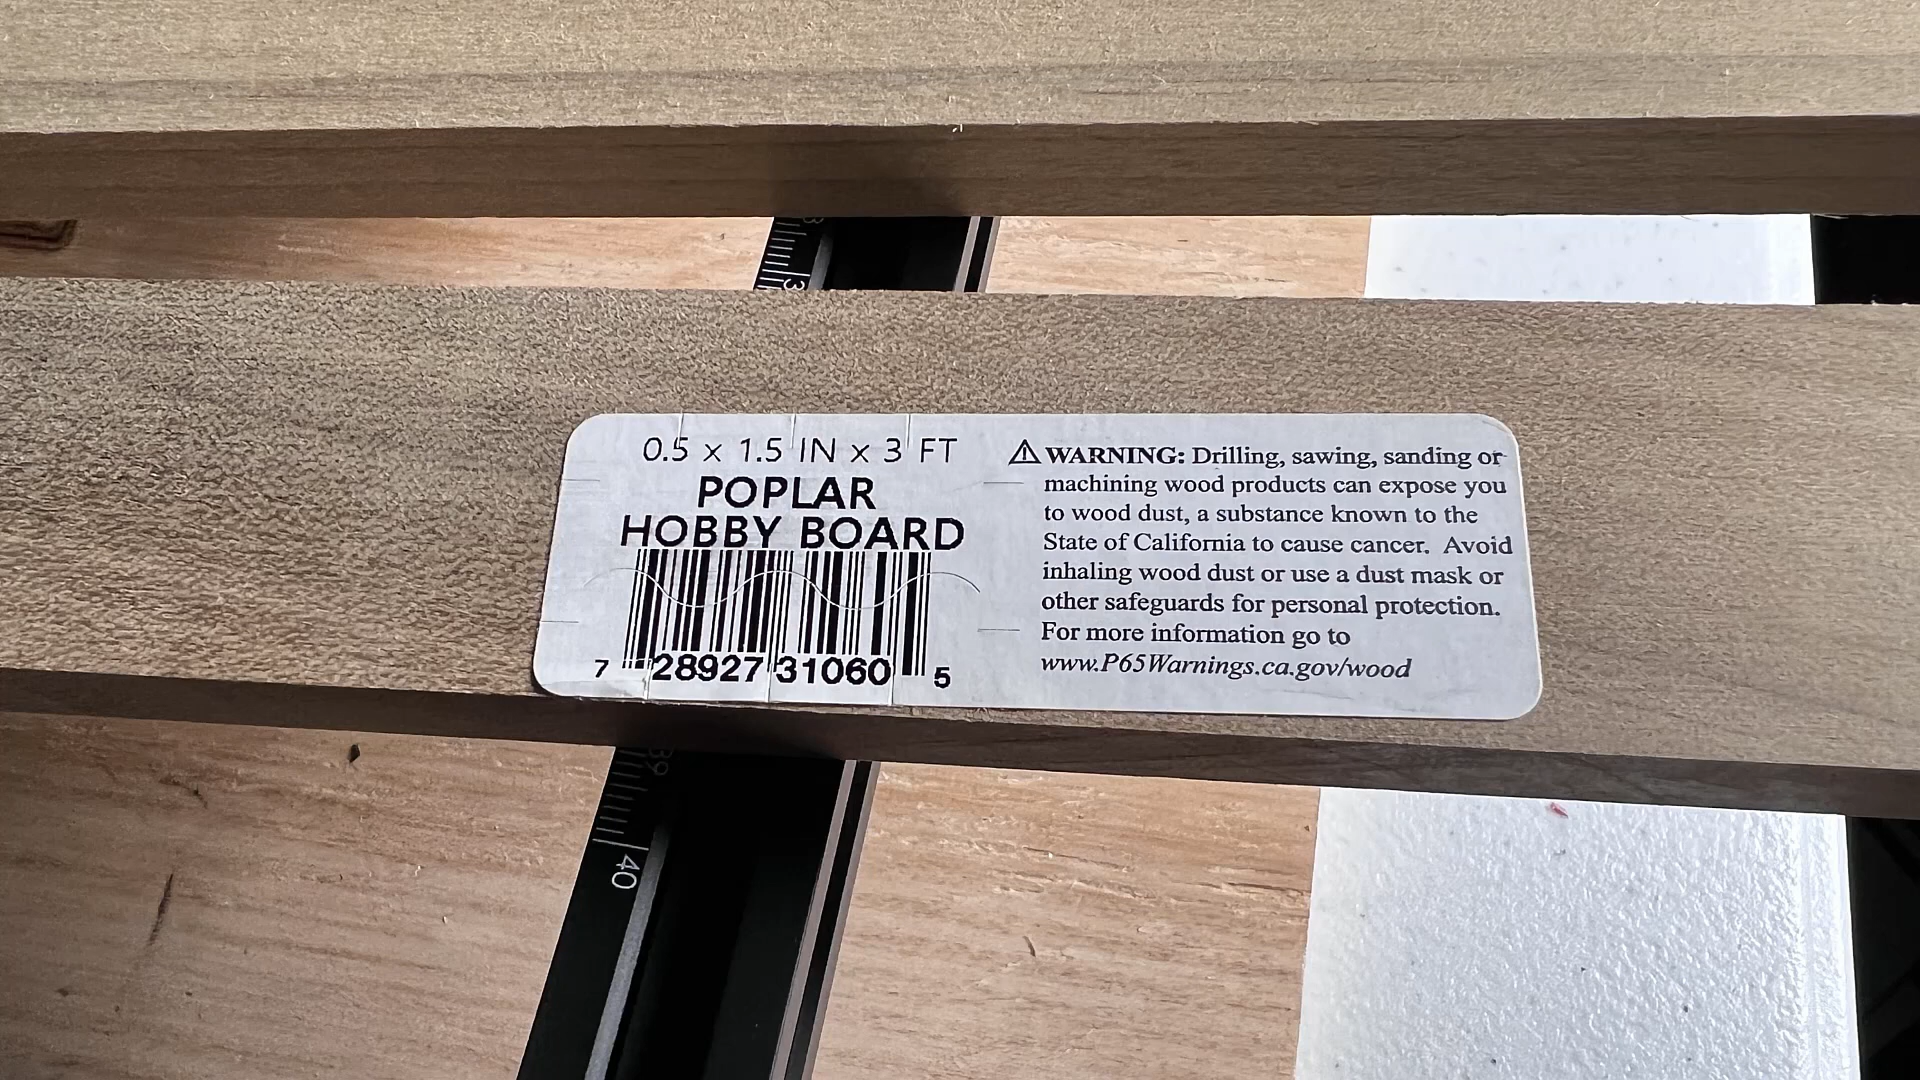 0.5 x 1.5 IN x 3 FT
POPLAR
HOBBY BOARD
7 28927 31060 5
⚠ WARNING: Drilling, sawing, sanding or
machining wood products can expose you
to wood dust, a substance known to the
State of California to cause cancer. Avoid
inhaling wood dust or use a dust mask or
other safeguards for personal protection.
For more information go to
www.P65Warnings.ca.gov/wood
39
40